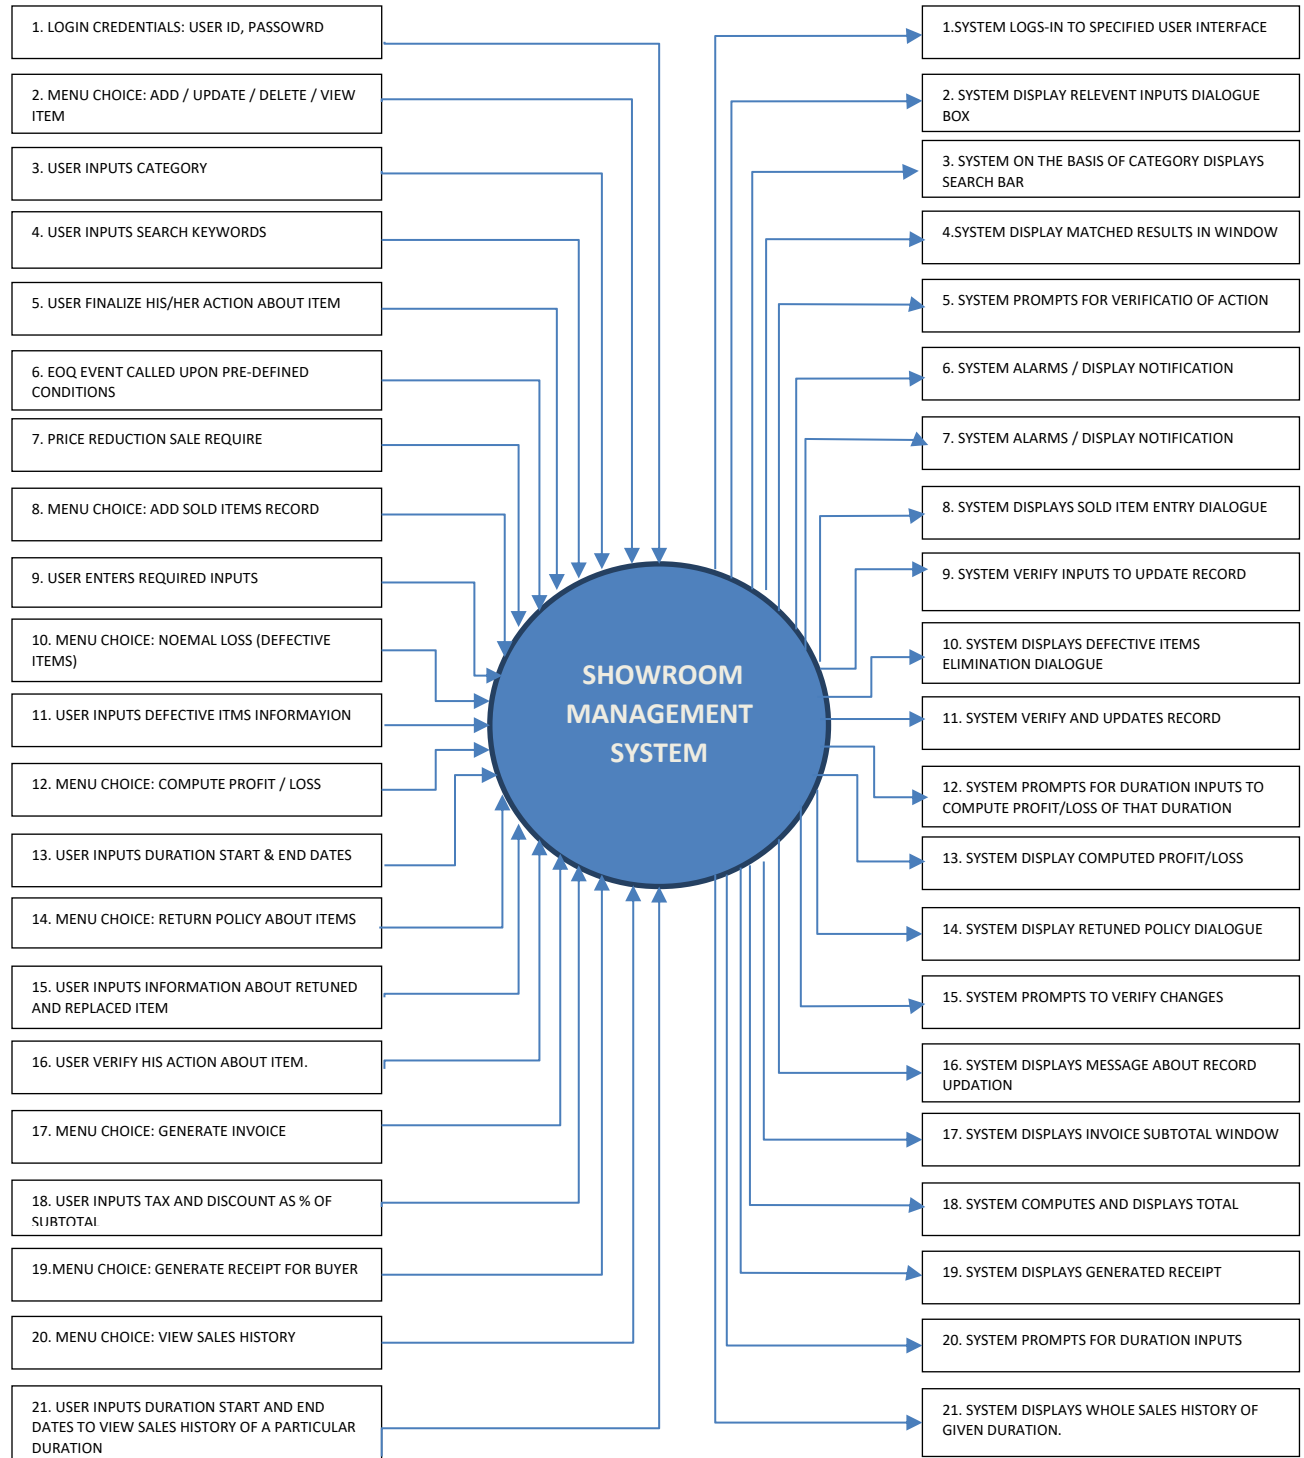 1. LOGIN CREDENTIALS: USER ID, PASSOWRD
2. MENU CHOICE: ADD / UPDATE / DELETE / VIEW
ITEM
3. USER INPUTS CATEGORY
4. USER INPUTS SEARCH KEYWORDS
5. USER FINALIZE HIS/HER ACTION ABOUT ITEM
6. EOQ EVENT CALLED UPON PRE-DEFINED
CONDITIONS
7. PRICE REDUCTION SALE REQUIRE
8. MENU CHOICE: ADD SOLD ITEMS RECORD
9. USER ENTERS REQUIRED INPUTS
10. MENU CHOICE: NOEMAL LOSS (DEFECTIVE
ITEMS)
11. USER INPUTS DEFECTIVE ITMS INFORMAYION
12. MENU CHOICE: COMPUTE PROFIT / LOSS
13. USER INPUTS DURATION START & END DATES
14. MENU CHOICE: RETURN POLICY ABOUT ITEMS
15. USER INPUTS INFORMATION ABOUT RETUNED
AND REPLACED ITEM
16. USER VERIFY HIS ACTION ABOUT ITEM.
17. MENU CHOICE: GENERATE INVOICE
18. USER INPUTS TAX AND DISCOUNT AS % OF
SUBTOTAL
19.MENU CHOICE: GENERATE RECEIPT FOR BUYER
20. MENU CHOICE: VIEW SALES HISTORY
21. USER INPUTS DURATION START AND END
DATES TO VIEW SALES HISTORY OF A PARTICULAR
DURATION
SHOWROOM
MANAGEMENT
SYSTEM
1.SYSTEM LOGS-IN TO SPECIFIED USER INTERFACE
2. SYSTEM DISPLAY RELEVENT INPUTS DIALOGUE
BOX
3. SYSTEM ON THE BASIS OF CATEGORY DISPLAYS
SEARCH BAR
4.SYSTEM DISPLAY MATCHED RESULTS IN WINDOW
5. SYSTEM PROMPTS FOR VERIFICATIO OF ACTION
6. SYSTEM ALARMS / DISPLAY NOTIFICATION
7. SYSTEM ALARMS / DISPLAY NOTIFICATION
8. SYSTEM DISPLAYS SOLD ITEM ENTRY DIALOGUE
9. SYSTEM VERIFY INPUTS TO UPDATE RECORD
10. SYSTEM DISPLAYS DEFECTIVE ITEMS
ELIMINATION DIALOGUE
11. SYSTEM VERIFY AND UPDATES RECORD
12. SYSTEM PROMPTS FOR DURATION INPUTS TO
COMPUTE PROFIT/LOSS OF THAT DURATION
13. SYSTEM DISPLAY COMPUTED PROFIT/LOSS
14. SYSTEM DISPLAY RETUNED POLICY DIALOGUE
15. SYSTEM PROMPTS TO VERIFY CHANGES
16. SYSTEM DISPLAYS MESSAGE ABOUT RECORD
UPDATION
17. SYSTEM DISPLAYS INVOICE SUBTOTAL WINDOW
18. SYSTEM COMPUTES AND DISPLAYS TOTAL
19. SYSTEM DISPLAYS GENERATED RECEIPT
20. SYSTEM PROMPTS FOR DURATION INPUTS
21. SYSTEM DISPLAYS WHOLE SALES HISTORY OF
GIVEN DURATION.